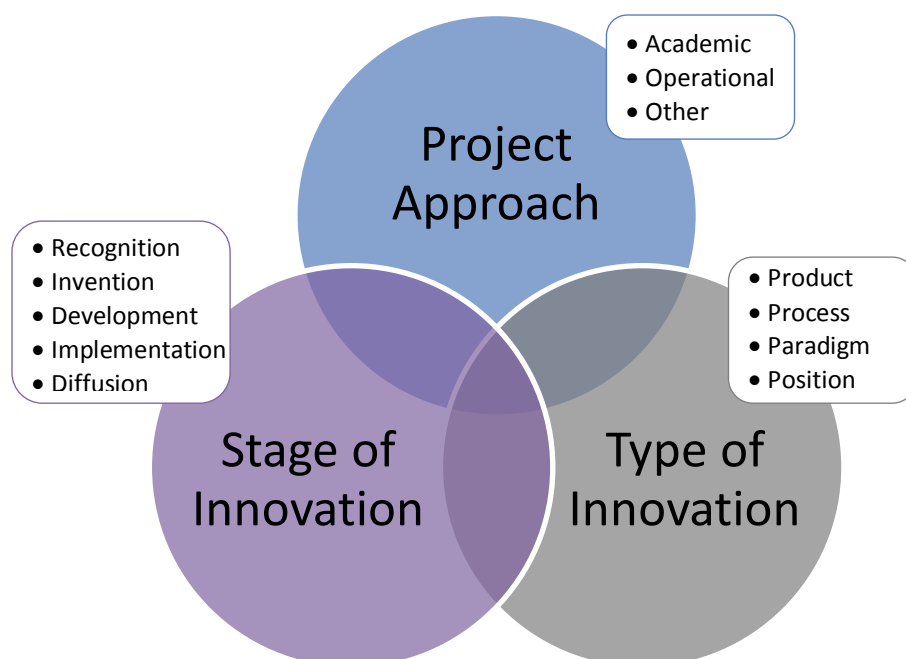 • Academic
• Operational
• Other
Project
Approach
• Recognition
• Invention
• Development
• Implementation
• Diffusion
• Product
• Process
• Paradigm
• Position
Stage of
Innovation
Type of
Innovation